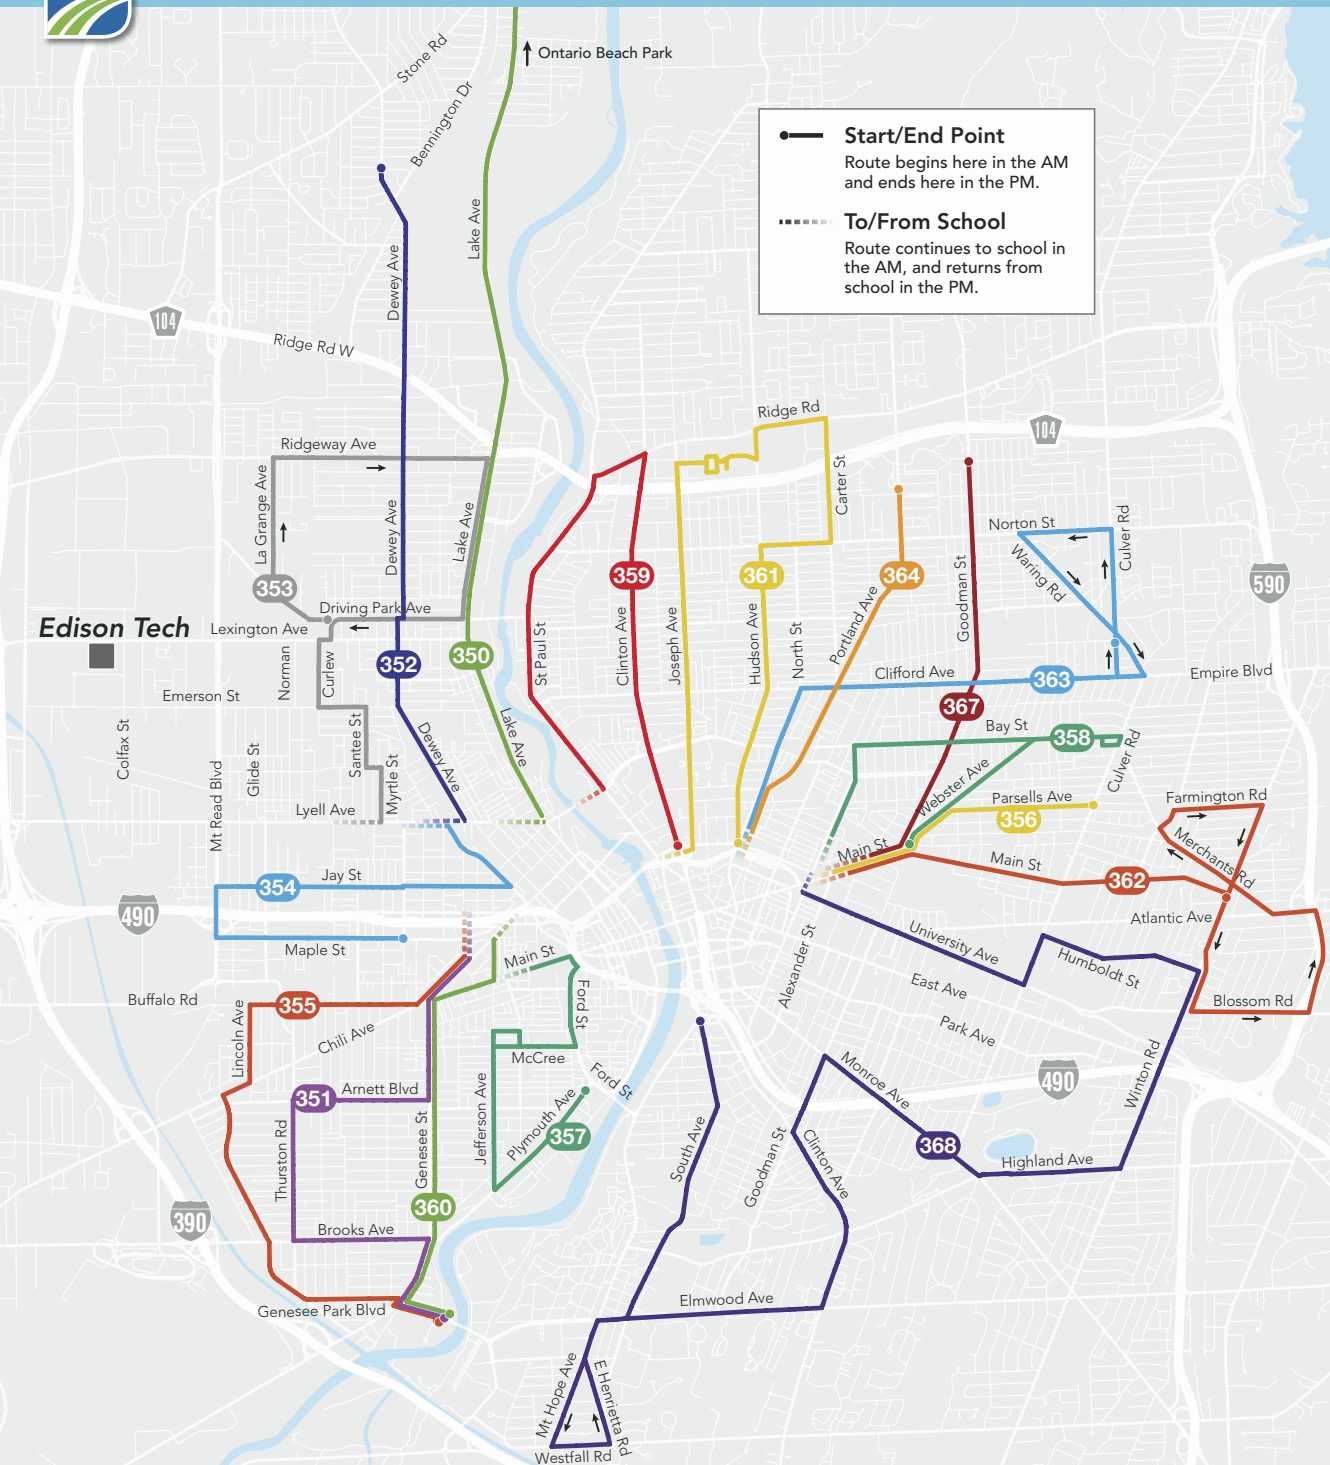 Stone Rd
Ontario Beach Park
Bennington Dr
Start/End Point
Route begins here in the AM
and ends here in the PM.
To/From School
Route continues to school in
the AM, and returns from
school in the PM.
Lake Ave
Dewey Ave
104
Ridge Rd W
Ridge Rd
104
Ridgeway Ave
La Grange Ave
Dewey Ave
Lake Ave
Carter St
Norton St
Culver Rd
Waring Rd
353
359
361
364
590
Goodman St
Driving Park Ave
Lexington Ave
Edison Tech
Norman
Curlew
352
350
St Paul St
Clinton Ave
Joseph Ave
Hudson Ave
North St
Portland Ave
Clifford Ave
363
Empire Blvd
Emerson St
367
Bay St
358
Culver Rd
Colfax St
Mt Read Blvd
Glide St
Santee St
Myrtle St
Dewey Ave
Lake Ave
Lyell Ave
Webster Ave
Parsells Ave
356
Farmington Rd
Merchants Rd
Main St
Main St
362
Jay St
354
490
Maple St
Atlantic Ave
Main St
University Ave
Humboldt St
Alexander St
East Ave
Park Ave
Blossom Rd
Buffalo Rd
355
Lincoln Ave
Chili Ave
Ford St
McCree
Ford St
Arnett Blvd
351
Thurston Rd
Genesee St
Jefferson Ave
Plymouth Ave
357
490
Monroe Ave
Winton Rd
368
Highland Ave
South Ave
Goodman St
Clinton Ave
360
390
Brooks Ave
Genesee Park Blvd
Elmwood Ave
Mt Hope Ave
E Henrietta Rd
Westfall Rd